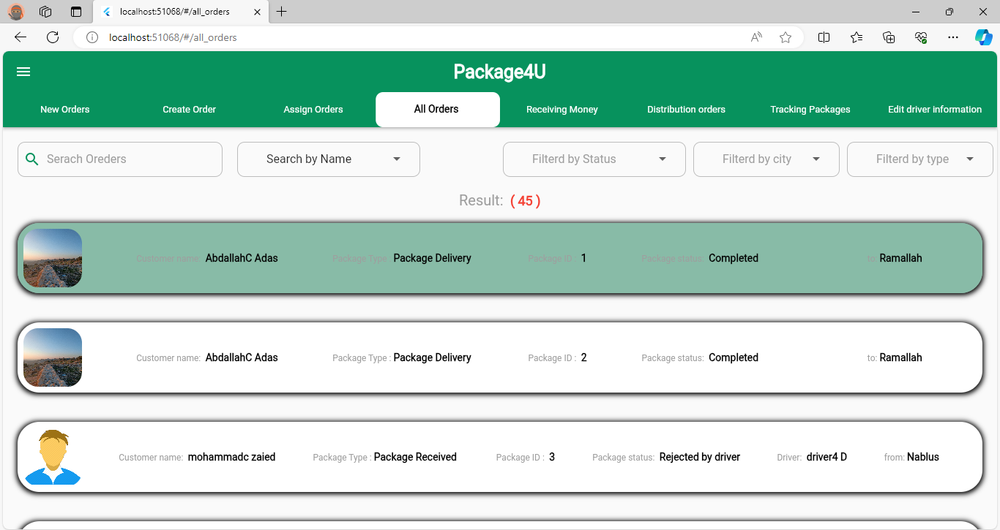 localhost:51068/#/all_orders
localhost:51068/#/all_orders
Package4U
New Orders Create Order Assign Orders All Orders Receiving Money Distribution orders Tracking Packages Edit driver information
Serach Oreders Search by Name Filterd by Status Filterd by city Filterd by type
Result: ( 45 )
Customer name: AbdallahC Adas Package Type : Package Delivery Package ID : 1 Package status: Completed to: Ramallah
Customer name: AbdallahC Adas Package Type : Package Delivery Package ID : 2 Package status: Completed to: Ramallah
Customer name: mohammadc zaied Package Type : Package Received Package ID : 3 Package status: Rejected by driver Driver: driver4 D from: Nablus